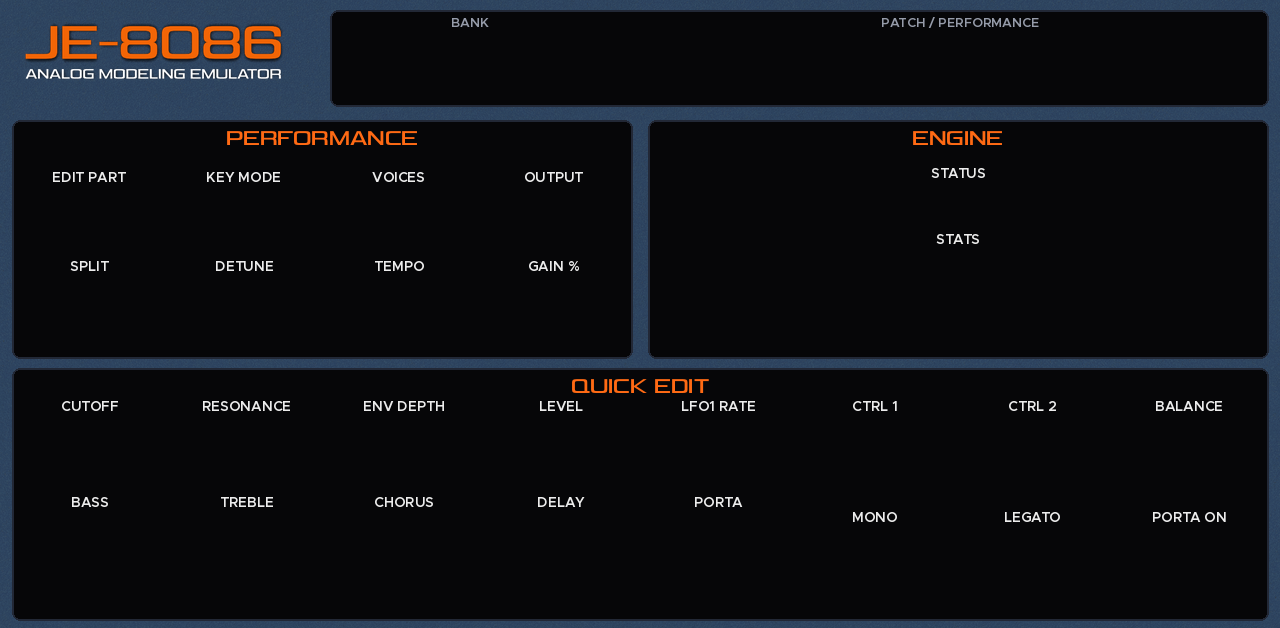 JE-8086
ANALOG MODELING EMULATOR
BANK PATCH / PERFORMANCE
PERFORMANCE
EDIT PART KEY MODE VOICES OUTPUT
SPLIT DETUNE TEMPO GAIN %
ENGINE
STATUS
STATS
QUICK EDIT
CUTOFF RESONANCE ENV DEPTH LEVEL LFO1 RATE CTRL 1 CTRL 2 BALANCE
BASS TREBLE CHORUS DELAY PORTA
MONO LEGATO PORTA ON